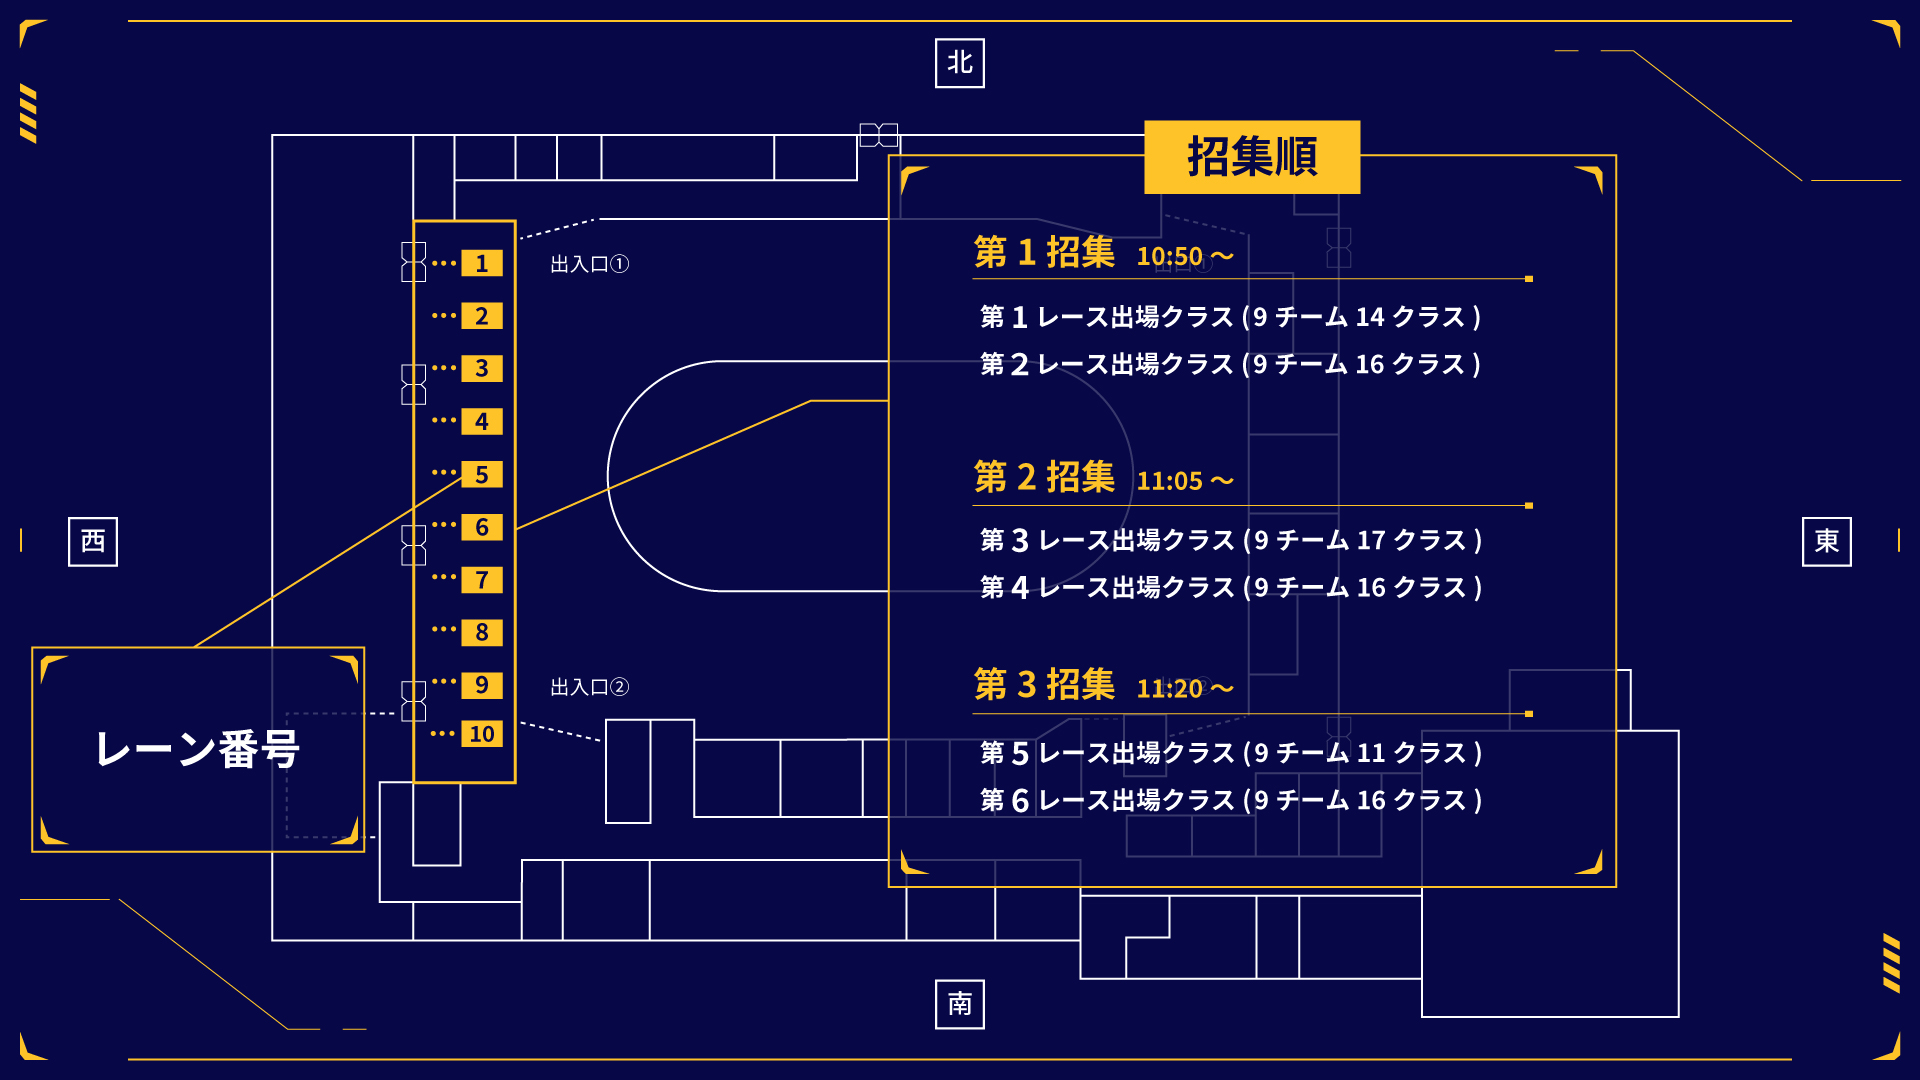 北
招集順
第1招集 10:50～
第1レース出場クラス (9 チーム 14 クラス )
第2レース出場クラス (9 チーム 16 クラス )
第2招集 11:05～
第3レース出場クラス (9 チーム 17 クラス )
第4レース出場クラス (9 チーム 16 クラス )
第3招集 11:20～
第5レース出場クラス (9 チーム 11 クラス )
第6レース出場クラス (9 チーム 16 クラス )
出入口①
出入口②
出入口①
出入口②
1
2
3
4
5
6
7
8
9
10
西
東
レーン番号
南